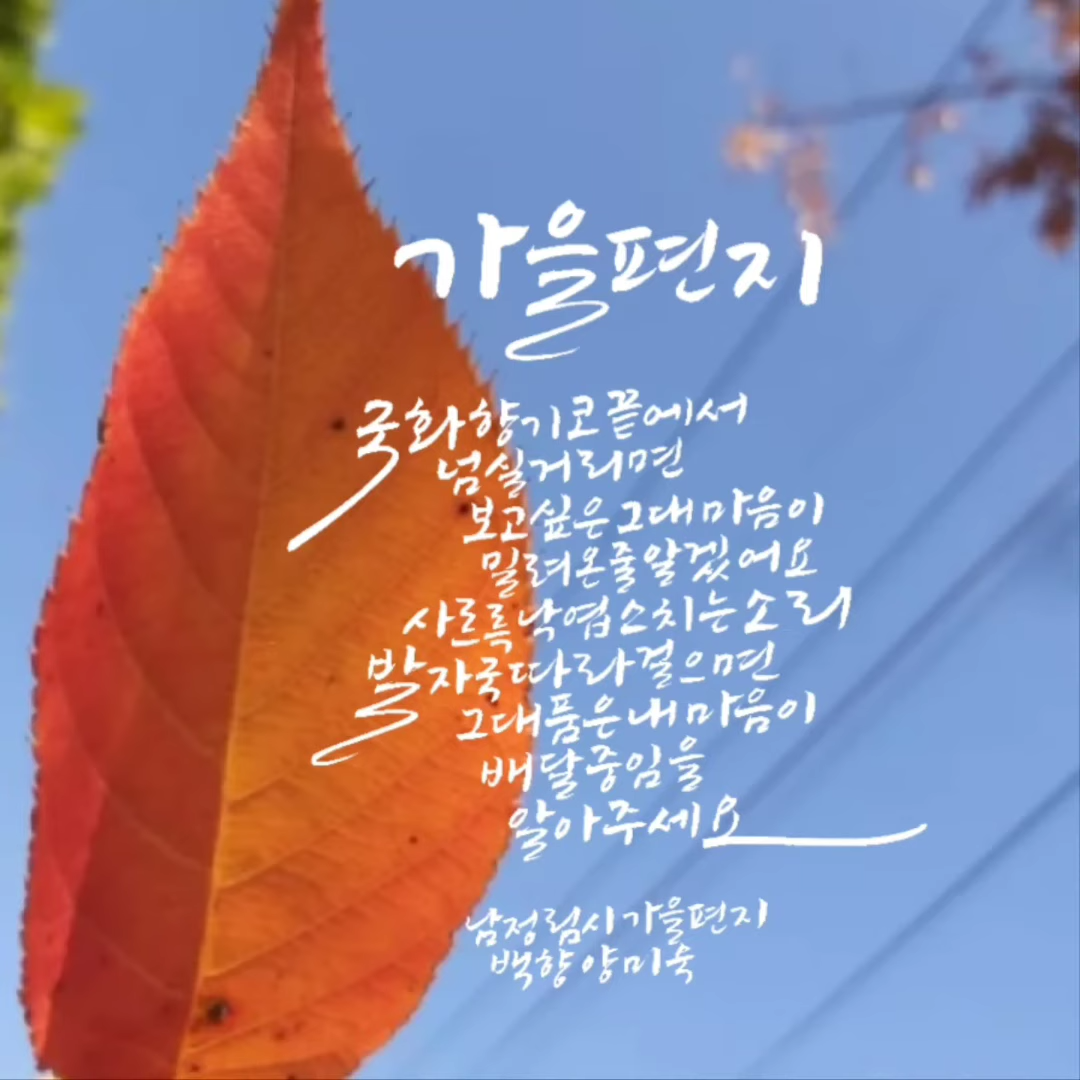 가을편지
국화향기코끝에서
넘실거리면
보고싶은그대마음이
밀려온줄알겠어요
사르륵낙엽스치는소리
발자국따라걸으면
그대품은내마음이
배달중임을
알아주세요
남정림시가을편지
백향양미숙